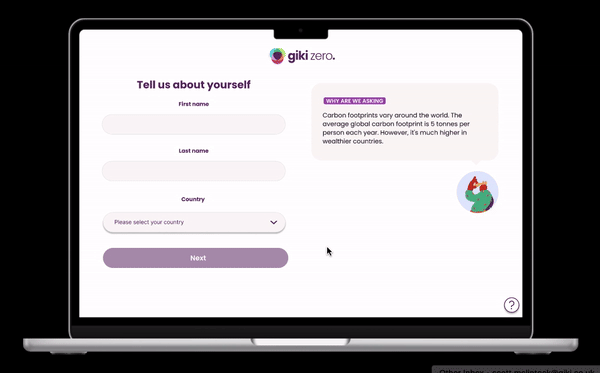 giki zero.
Tell us about yourself
First name
Last name
Country
Please select your country
Next
WHY ARE WE ASKING
Carbon footprints vary around the world. The
average global carbon footprint is 5 tonnes per
person each year. However, it's much higher in
wealthier countries.
?